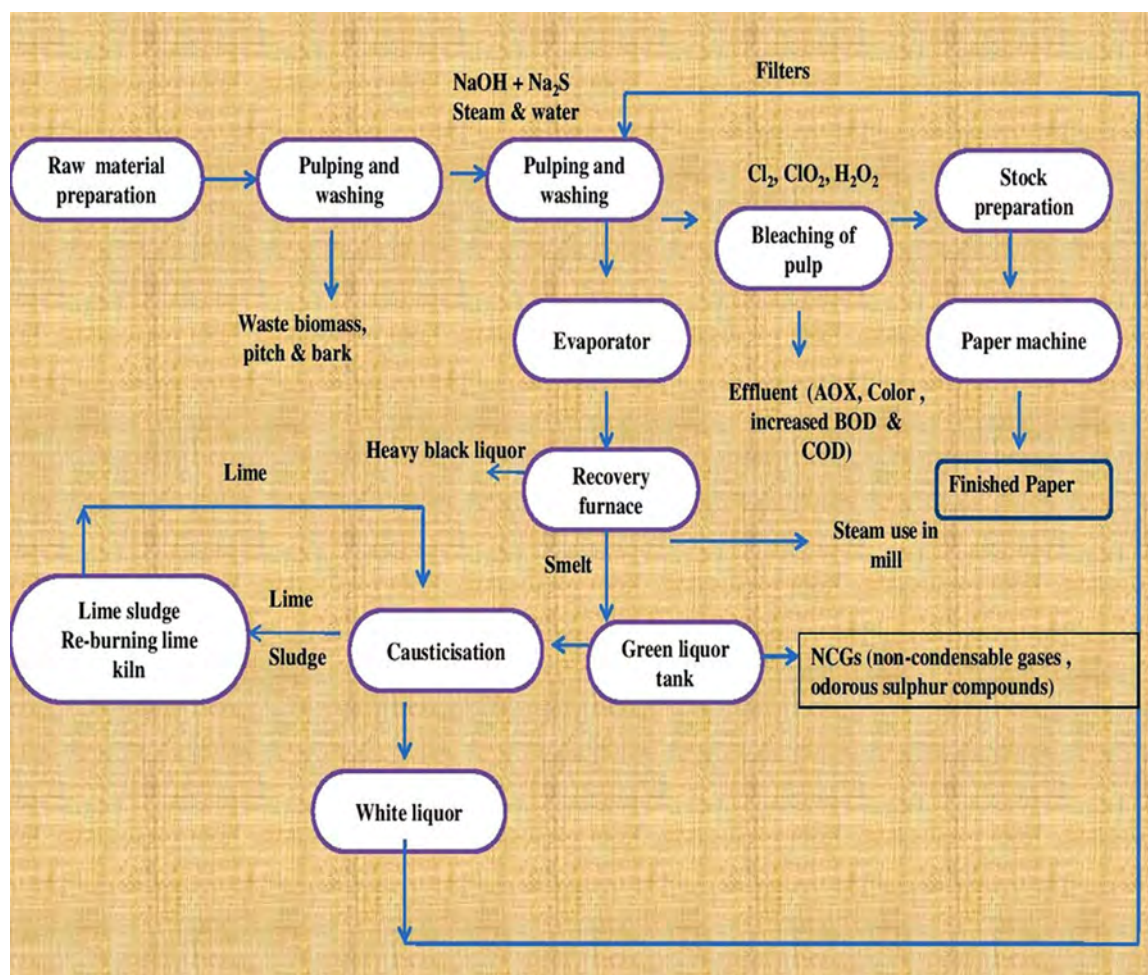 NaOH + Na₂S
Steam & water
Filters
Raw material
preparation
Pulping and
washing
Pulping and
washing
Cl₂, ClO₂, H₂O₂
Bleaching of
pulp
Stock
preparation
Waste biomass,
pitch & bark
Evaporator
Paper machine
Effluent (AOX, Color ,
increased BOD &
COD)
Heavy black liquor
Recovery
furnace
Finished Paper
Lime
Steam use in
mill
Smelt
Lime sludge
Re-burning lime
kiln
Lime
Sludge
Causticisation
Green liquor
tank
NCGs (non-condensable gases ,
odorous sulphur compounds)
White liquor